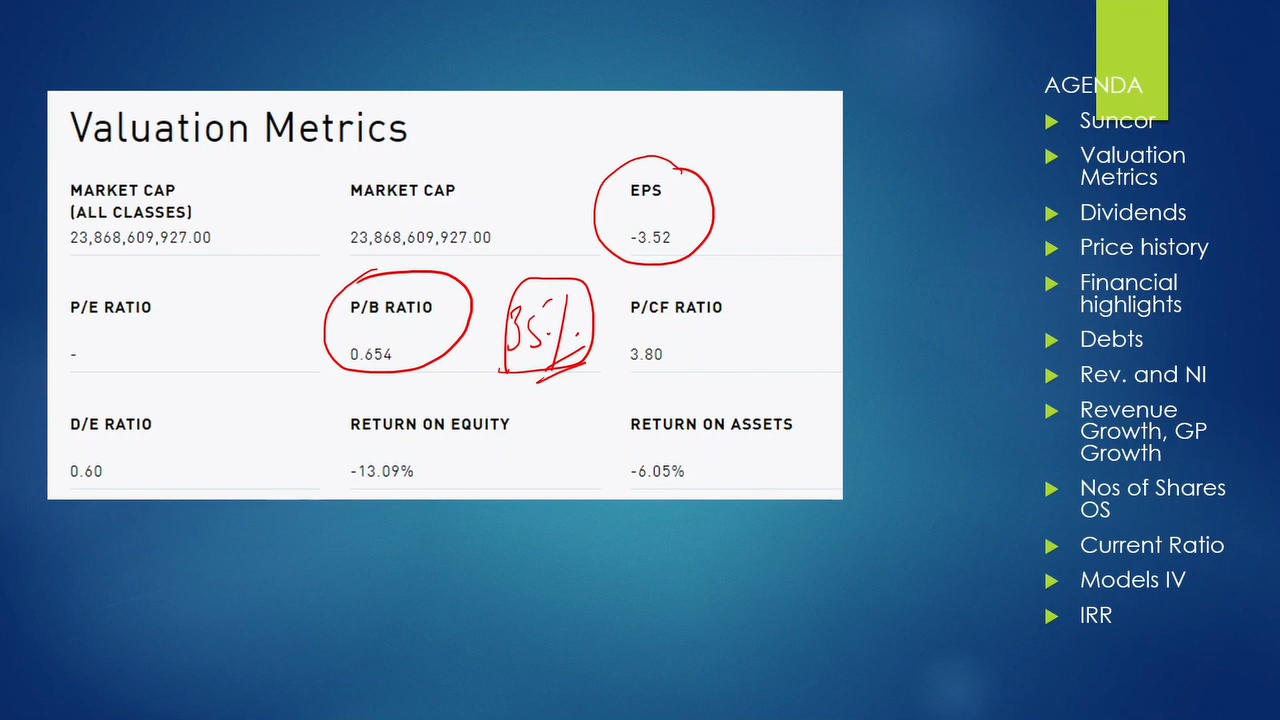 Valuation Metrics
MARKET CAP
(ALL CLASSES)
23,868,609,927.00
MARKET CAP
23,868,609,927.00
EPS
-3.52
P/E RATIO
-
P/B RATIO
0.654
35%
P/CF RATIO
3.80
D/E RATIO
0.60
RETURN ON EQUITY
-13.09%
RETURN ON ASSETS
-6.05%
AGENDA
Suncor
Valuation
Metrics
Dividends
Price history
Financial
highlights
Debts
Rev. and NI
Revenue
Growth, GP
Growth
Nos of Shares
OS
Current Ratio
Models IV
IRR